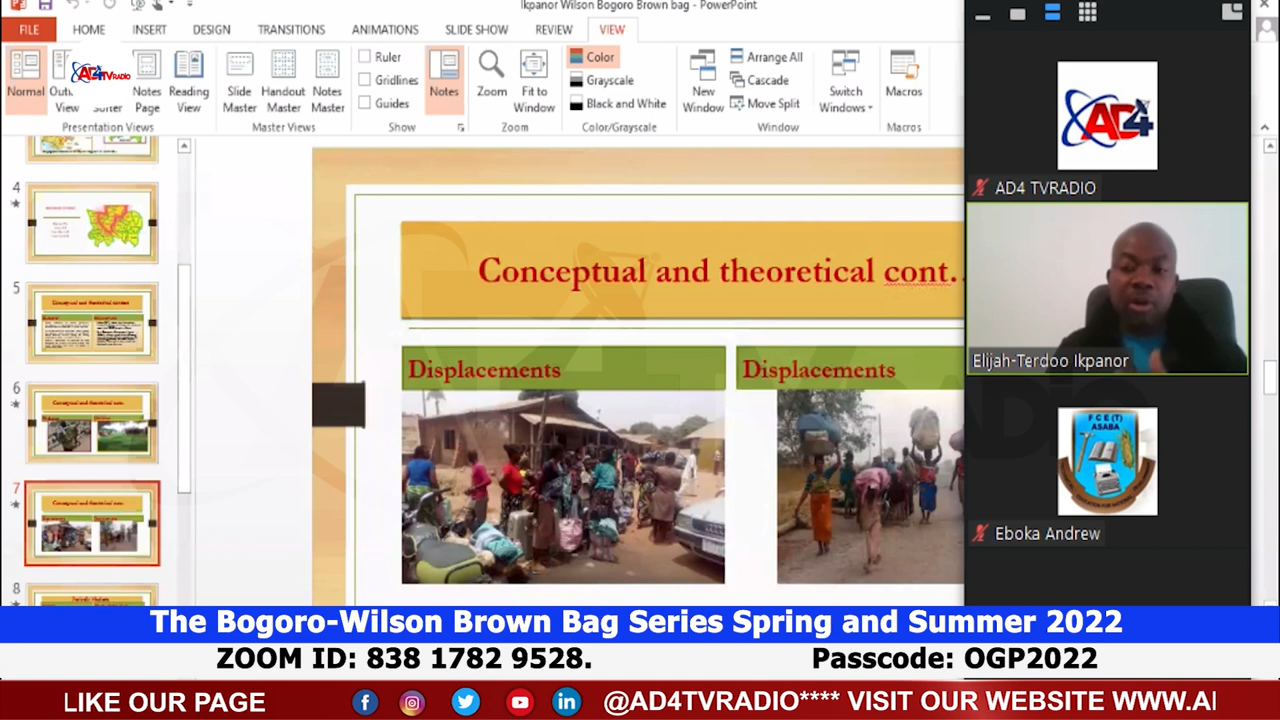 Ikpanor Wilson Bogoro Brown bag - PowerPoint
FILE HOME INSERT DESIGN TRANSITIONS ANIMATIONS SLIDE SHOW REVIEW VIEW
Normal
View
Notes Page
Reading View
Slide Master
Handout Master
Notes Master
Ruler
Gridlines
Guides
Notes
Zoom
Fit to Window
Color
Grayscale
Black and White
New Window
Arrange All
Cascade
Move Split
Switch Windows
Macros
Presentation Views
Master Views
Show
Zoom
Color/Grayscale
Window
Macros
AD4 TVRADIO
4
5
6
7
8
Conceptual and theoretical cont..
Displacements
Displacements
AD4
AD4 TVRADIO
Elijah-Terdoo Ikpanor
F C E (T)
ASABA
Eboka Andrew
The Bogoro-Wilson Brown Bag Series Spring and Summer 2022
ZOOM ID: 838 1782 9528. Passcode: OGP2022
LIKE OUR PAGE @AD4TVRADIO**** VISIT OUR WEBSITE WWW.